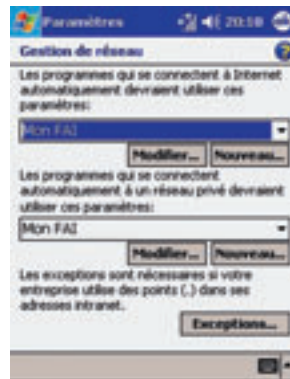 Paramètres 20:18
Gestion de réseau
Les programmes qui se connectent à Internet
automatiquement devraient utiliser ces
paramètres:
Mon FAI
Modifier... Nouveau...
Les programmes qui se connectent
automatiquement à un réseau privé devraient
utiliser ces paramètres:
Mon FAI
Modifier... Nouveau...
Les exceptions sont nécessaires si votre
entreprise utilise des points (.) dans ses
adresses intranet.
Exceptions...